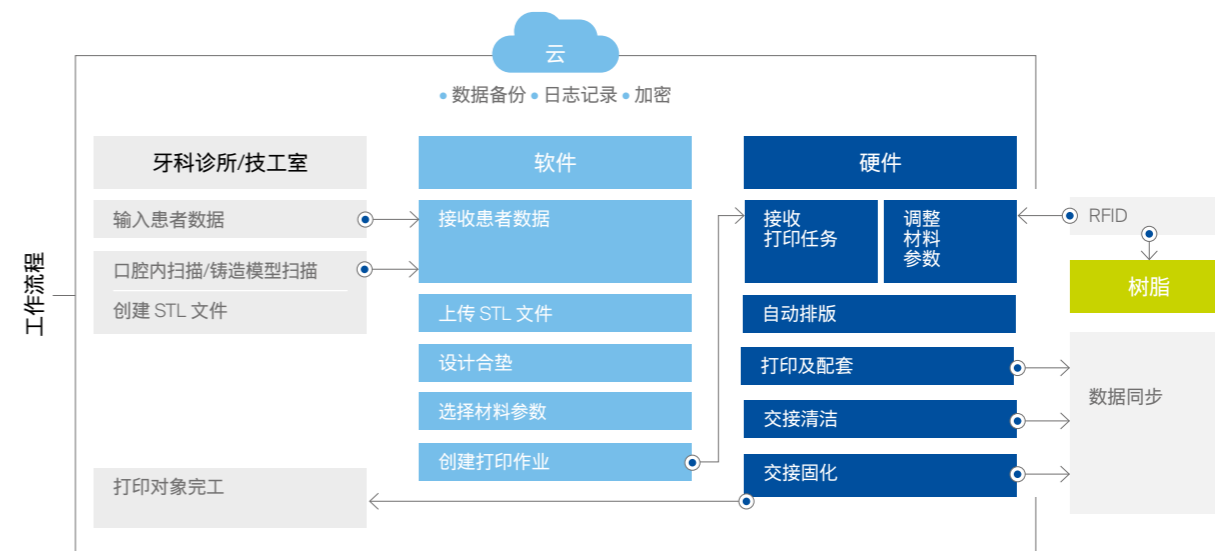 云
• 数据备份 • 日志记录 • 加密
工作流程
牙科诊所/技工室
输入患者数据
口腔内扫描/铸造模型扫描
创建 STL 文件
打印对象完工
软件
接收患者数据
上传 STL 文件
设计合垫
选择材料参数
创建打印作业
硬件
接收
打印任务
调整
材料
参数
自动排版
打印及配套
交接清洁
交接固化
RFID
树脂
数据同步